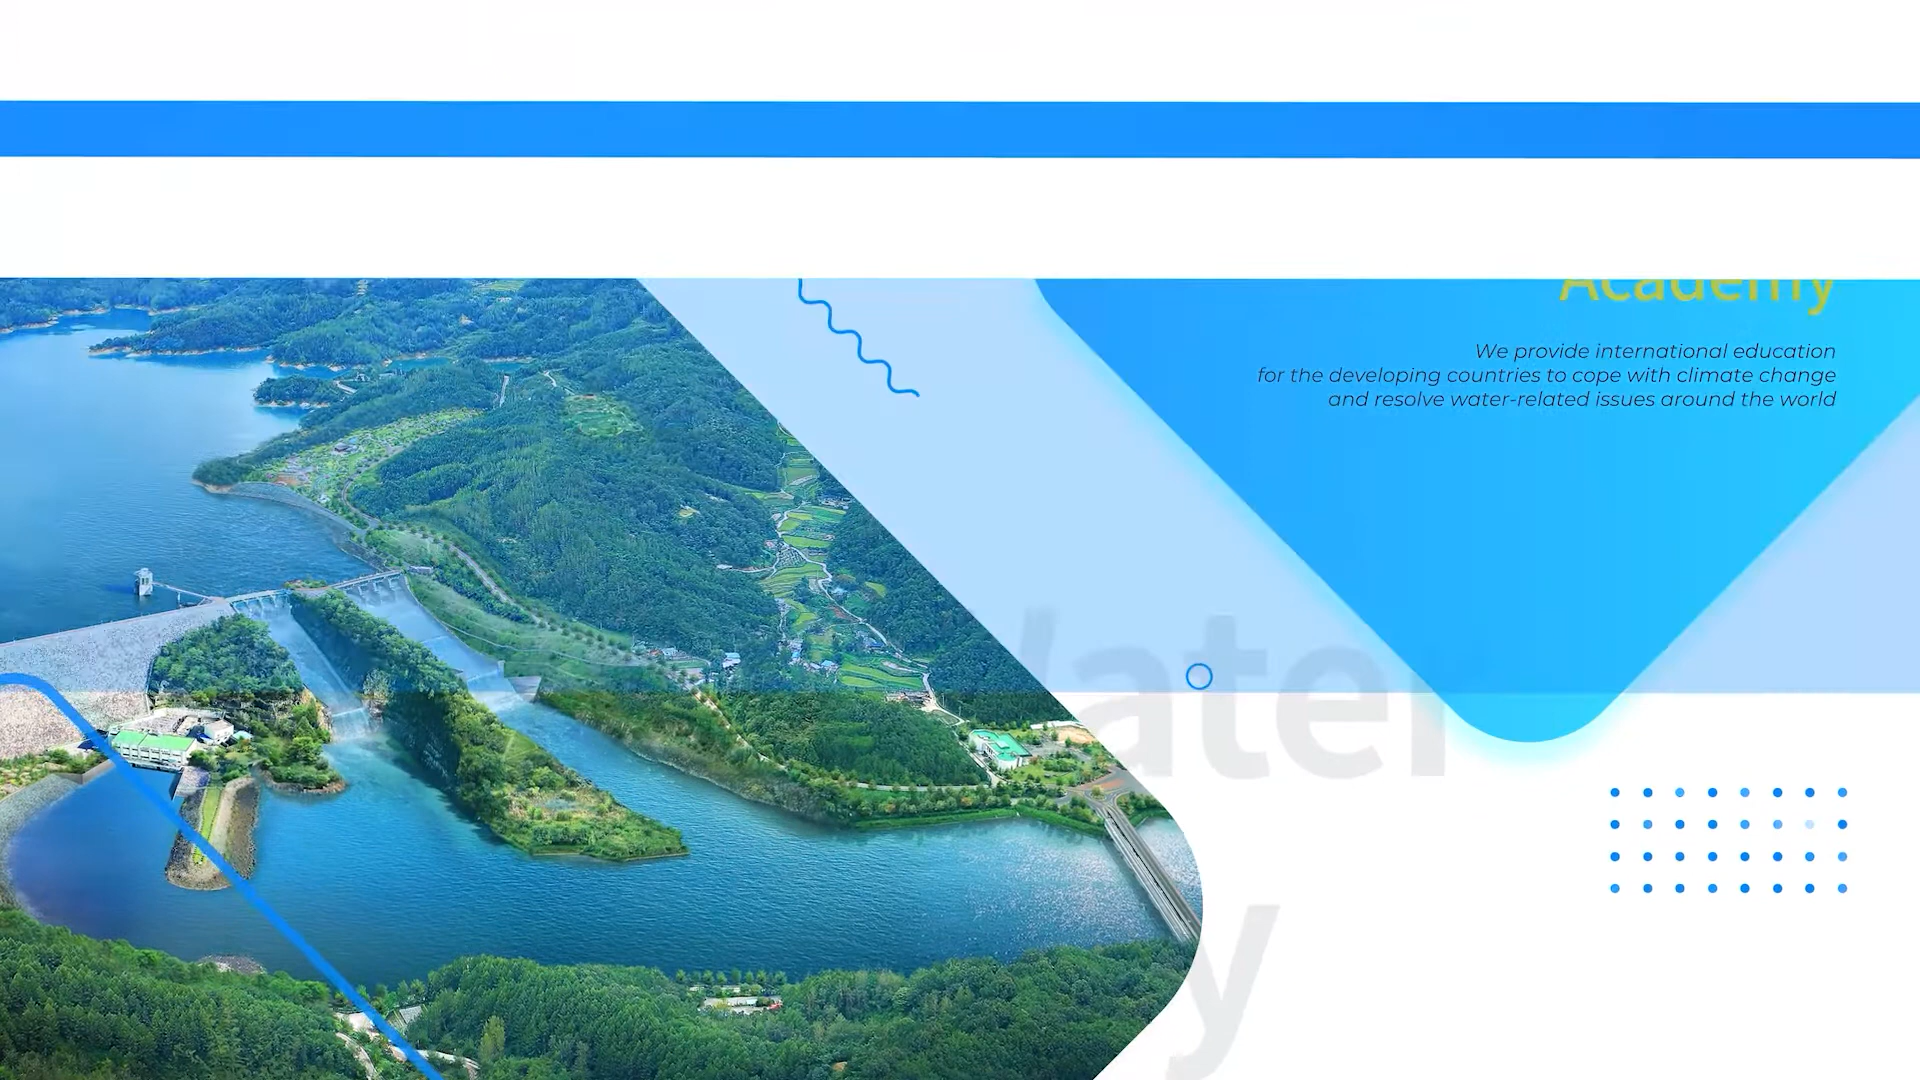 Academy
We provide international education
for the developing countries to cope with climate change
and resolve water-related issues around the world
Water
y